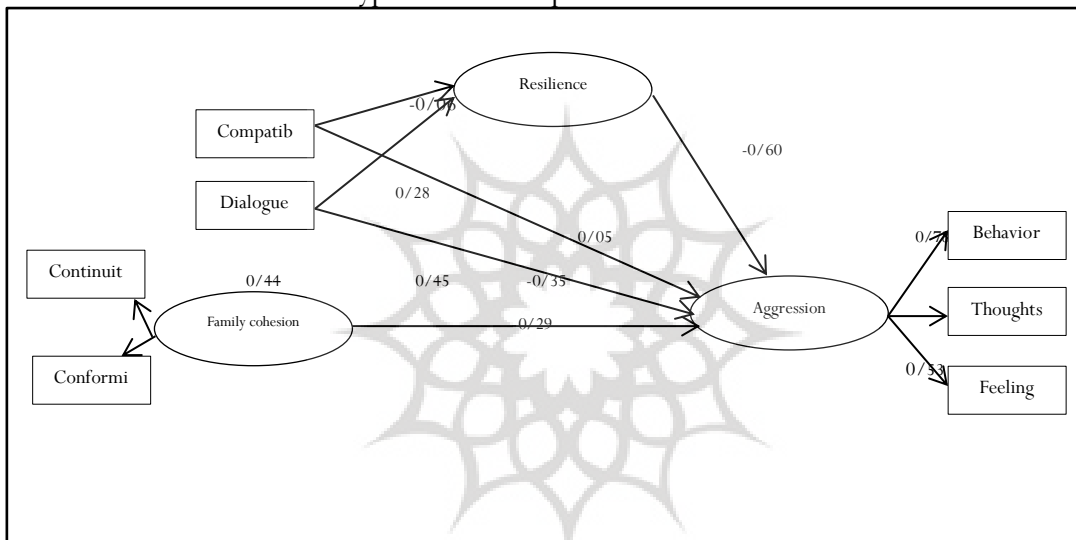 Resilience
-0/06
Compatib
-0/60
Dialogue
0/28
Behavior
0/05
Continuit
0/44
0/45
-0/35
Family cohesion
Aggression
Thoughts
0/29
Conformi
0/53
Feeling